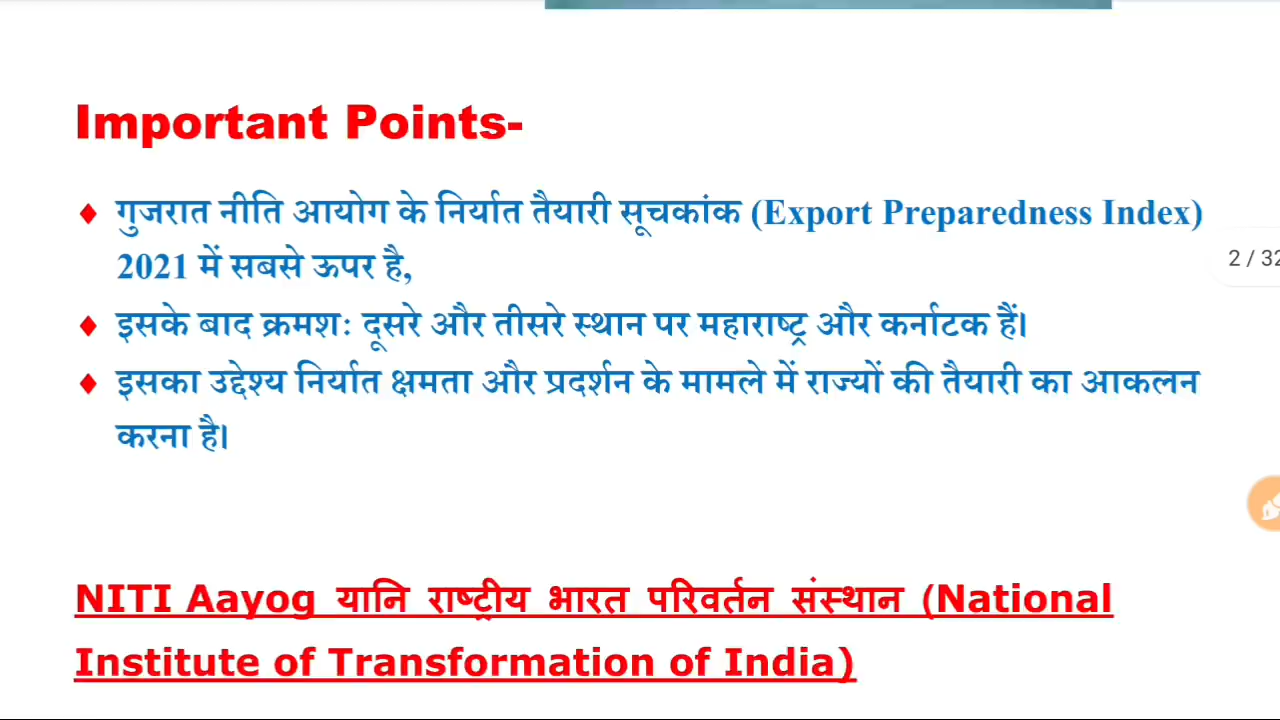 Important Points-
♦ गुजरात नीति आयोग के निर्यात तैयारी सूचकांक (Export Preparedness Index)
2021 में सबसे ऊपर है,
♦ इसके बाद क्रमशः दूसरे और तीसरे स्थान पर महाराष्ट्र और कर्नाटक हैं।
♦ इसका उद्देश्य निर्यात क्षमता और प्रदर्शन के मामले में राज्यों की तैयारी का आकलन
करना है।
2 / 32
NITI Aayog यानि राष्ट्रीय भारत परिवर्तन संस्थान (National
Institute of Transformation of India)